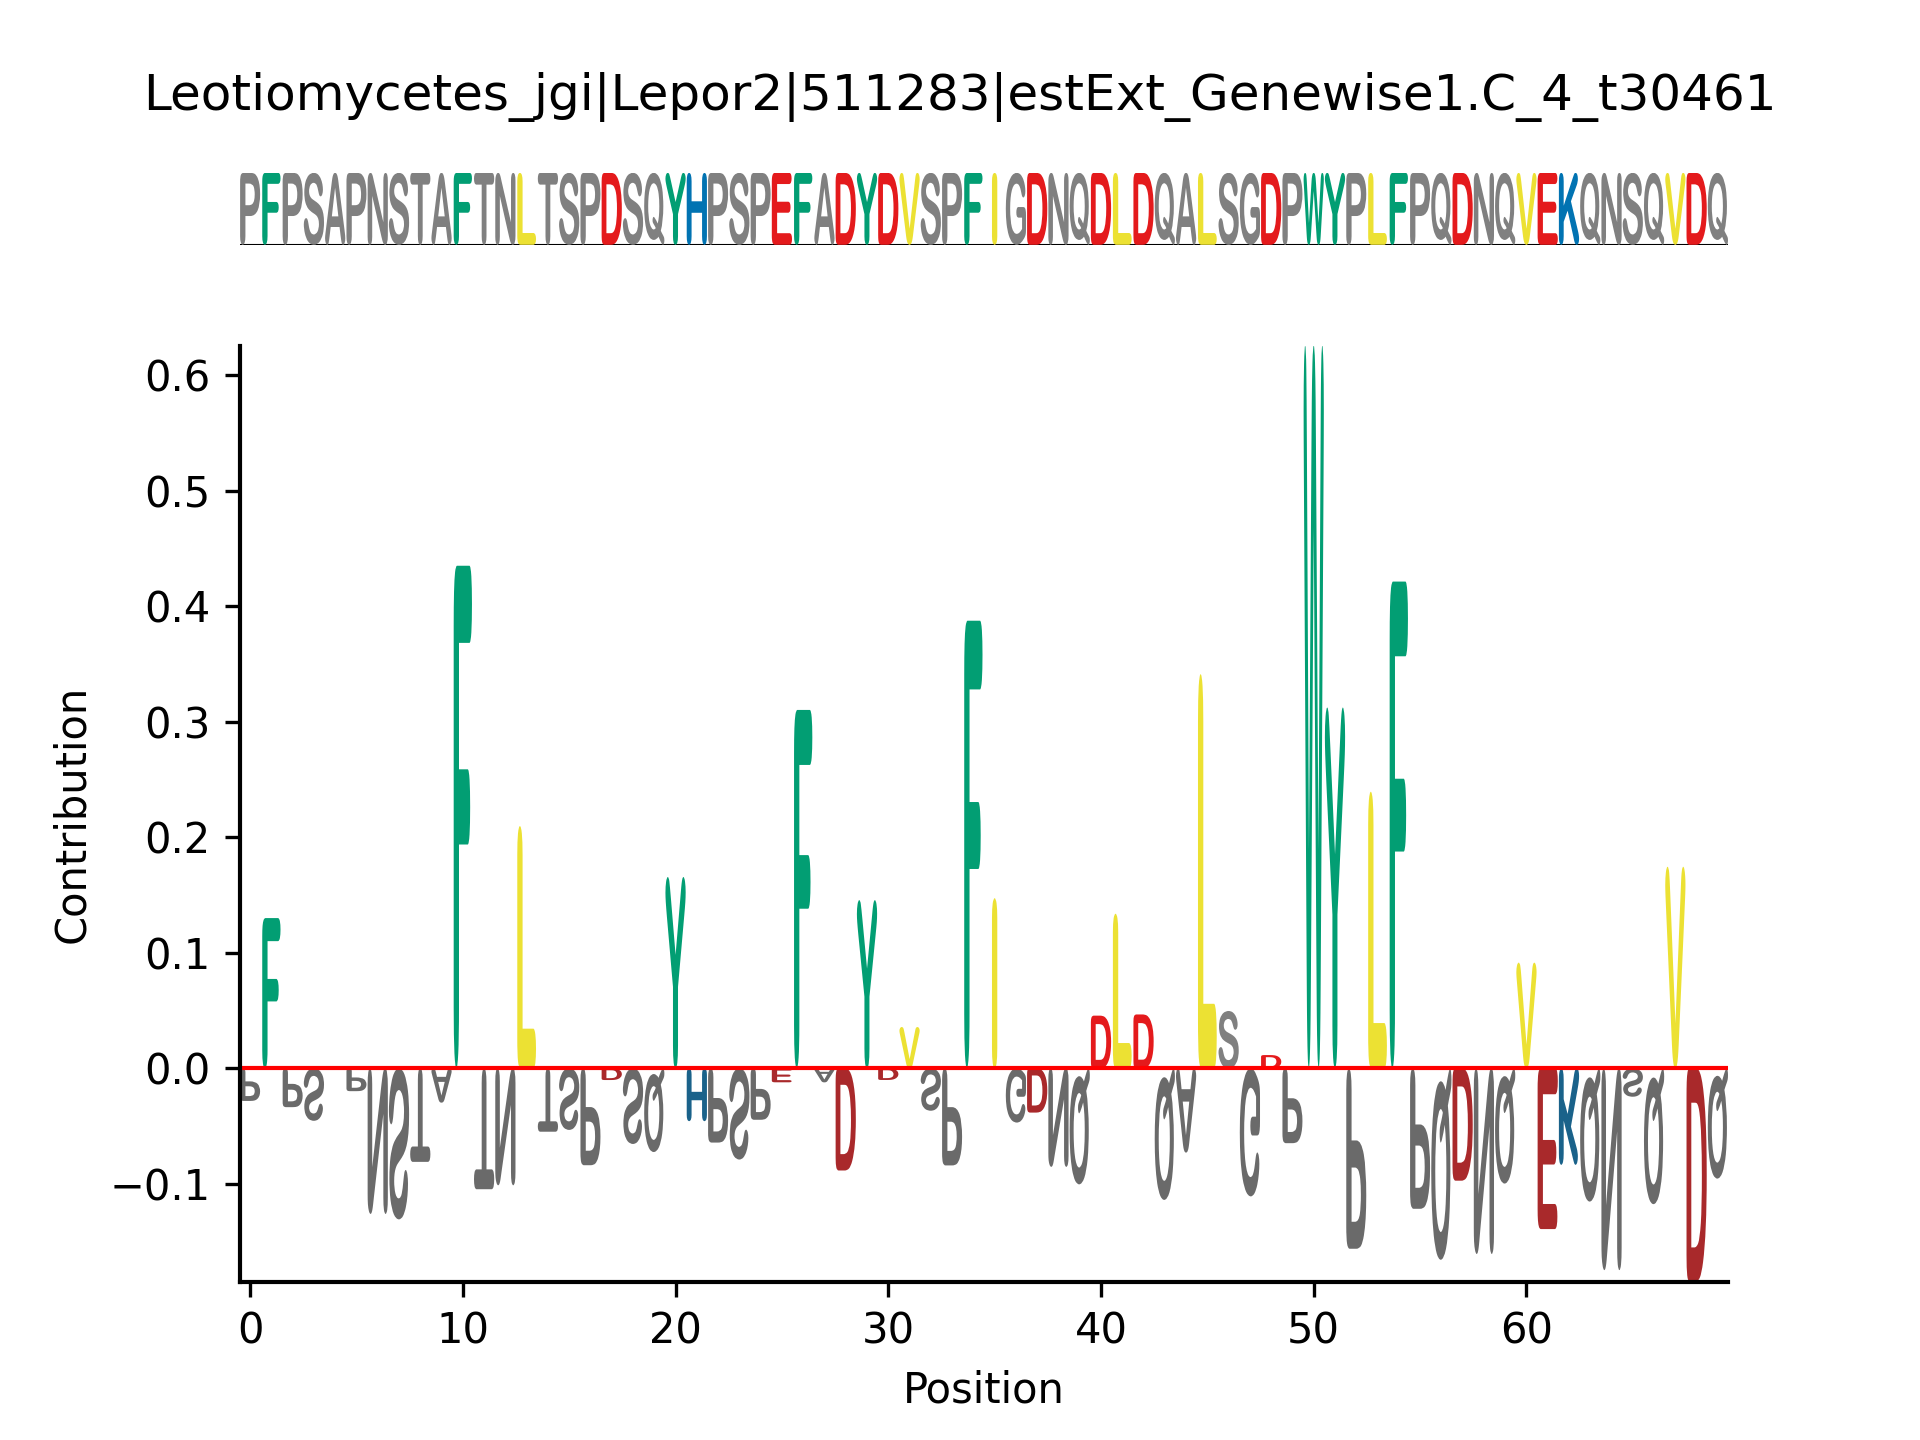 Leotiomycetes_jgi|Lepor2|511283|estExt_Genewise1.C_4_t30461
PFPSAPNSTAFTNLTSPDSQYHPSPEFADYDVSPFIGDNQDLDQALSGDPWYPLFPQDNQVEKQNSQVDQ
0.6
0.5
0.4
0.3
0.2
0.1
0.0
−0.1
Contribution
PFPSPNSTAFTNLTSPDSQYHPSPEFADYDVSPFIGDNQDLDQALSGDPWYPLFPQDNQVEKQNSQVDQ
0 10 20 30 40 50 60
Position